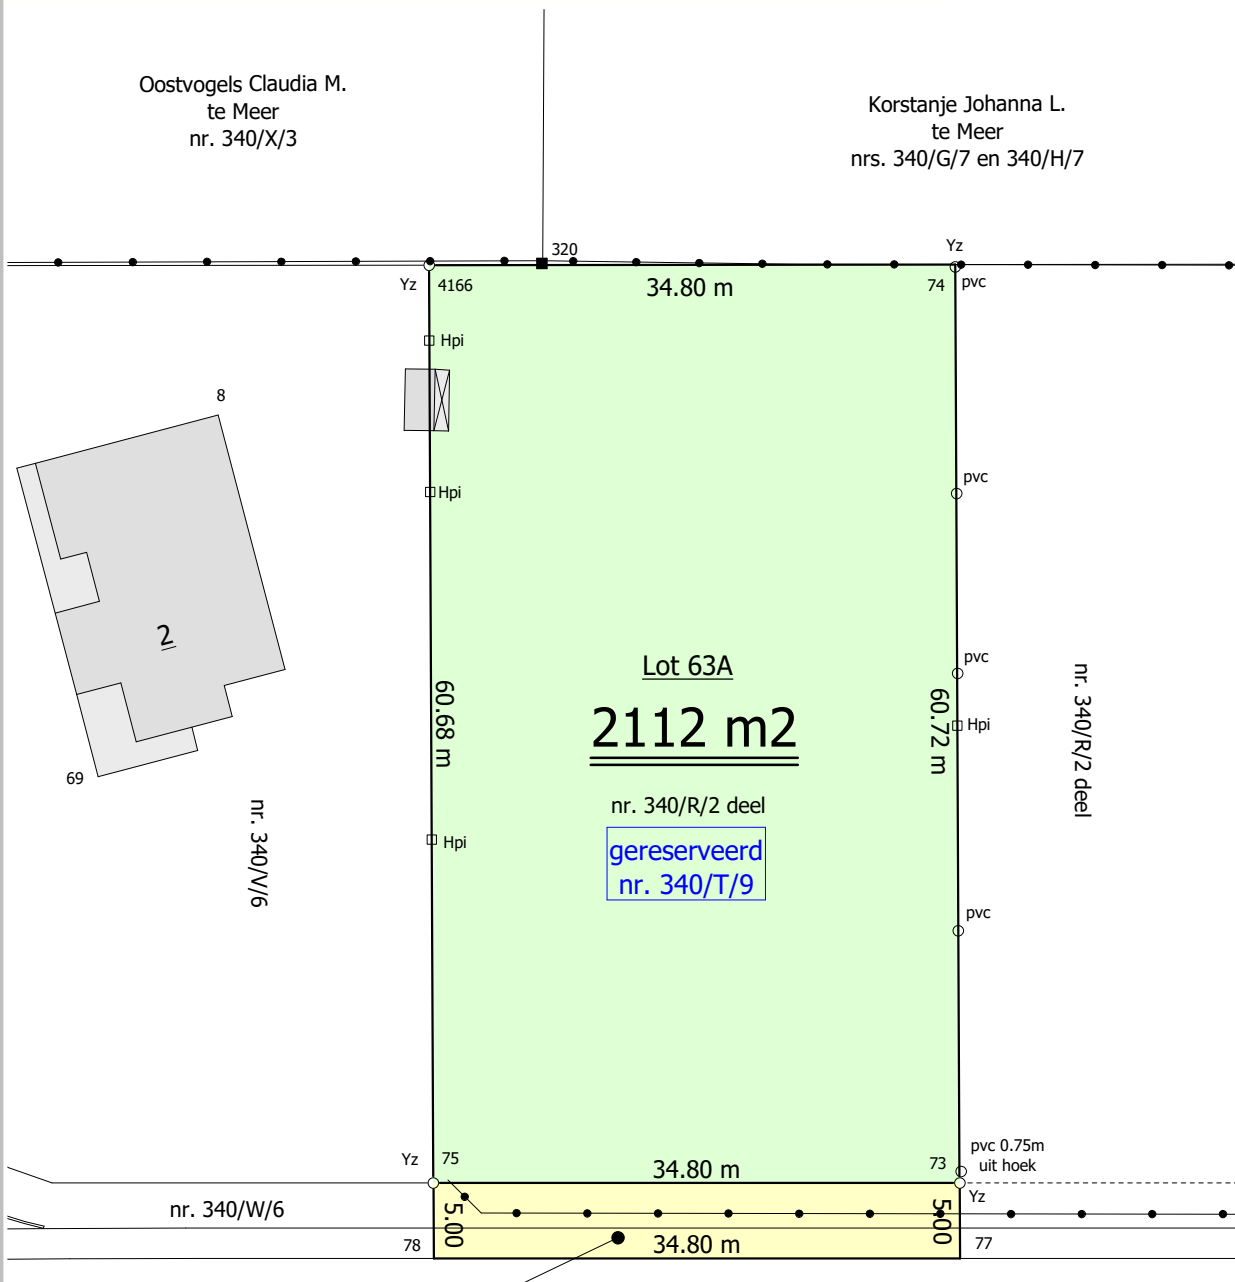 Oostvogels Claudia M.
te Meer
nr. 340/X/3
Korstanje Johanna L.
te Meer
nrs. 340/G/7 en 340/H/7
320
Yz
Yz
4166
34.80 m
74
pvc
Hpi
8
Hpi
pvc
2
Lot 63A
pvc
60.68 m
2112 m2
60.72 m
Hpi
nr. 340/R/2 deel
69
nr. 340/V/6
nr. 340/R/2 deel
gereserveerd
nr. 340/T/9
Hpi
pvc
Yz
75
34.80 m
73
pvc 0.75m
uit hoek
Yz
nr. 340/W/6
5.00
5.00
78
34.80 m
77